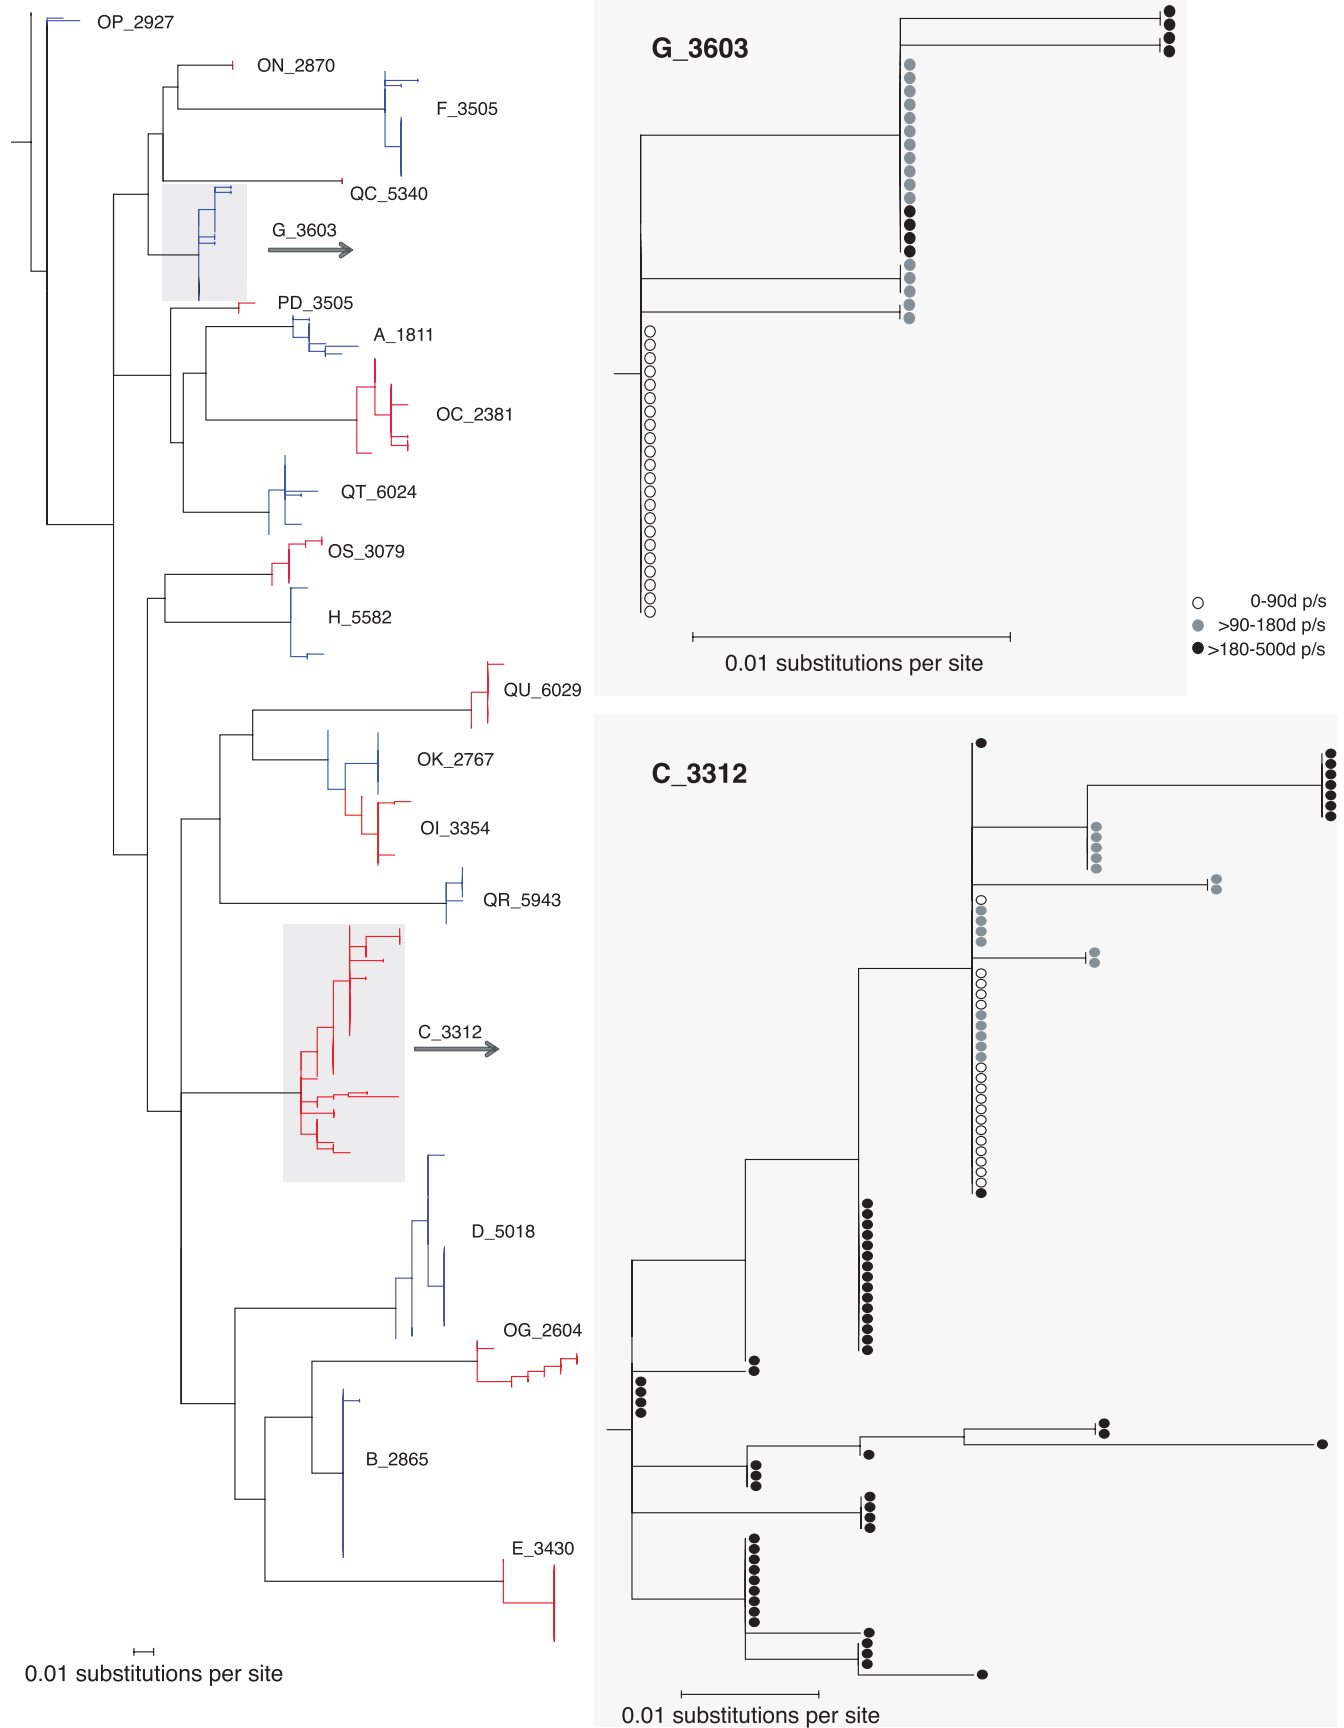 OP_2927
ON_2870
F_3505
QC_5340
G_3603
PD_3505
A_1811
OC_2381
QT_6024
OS_3079
H_5582
QU_6029
OK_2767
OI_3354
QR_5943
C_3312
D_5018
OG_2604
B_2865
E_3430
0.01 substitutions per site
G_3603
0.01 substitutions per site
0-90d p/s
>90-180d p/s
>180-500d p/s
C_3312
0.01 substitutions per site